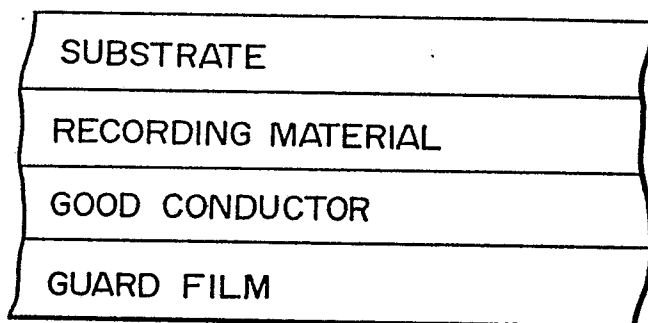 SUBSTRATE
RECORDING MATERIAL
GOOD CONDUCTOR
GUARD FILM